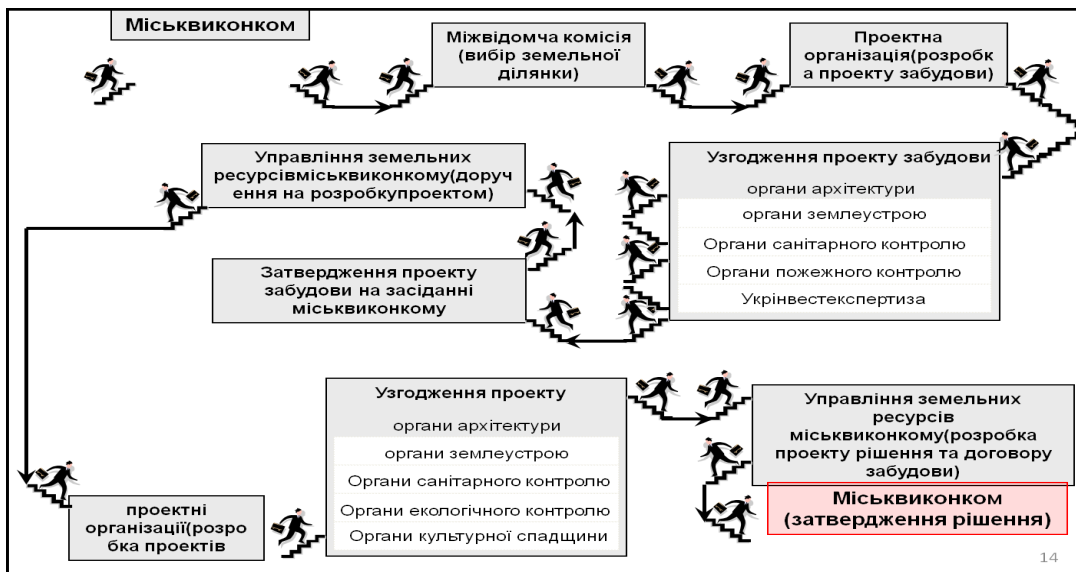 Міськвиконком
Міжвідомча комісія
(вибір земельної
ділянки)
Проектна
організація(розробк
а проекту забудови)
Управління земельних
ресурсівміськвиконкому(доруч
ення на розробкупроектом)
Узгодження проекту забудови
органи архітектури
органи землеустрою
Органи санітарного контролю
Органи пожежного контролю
Укрінвестекспертиза
Затвердження проекту
забудови на засіданні
міськвиконкому
Узгодження проекту
органи архітектури
органи землеустрою
Органи санітарного контролю
Органи екологічного контролю
Органи культурної спадщини
Управління земельних
ресурсів
міськвиконкому(розробка
проекту рішення та договору
забудови)
проектні
організації(розро
бка проектів
Міськвиконком
(затвердження рішення)
14